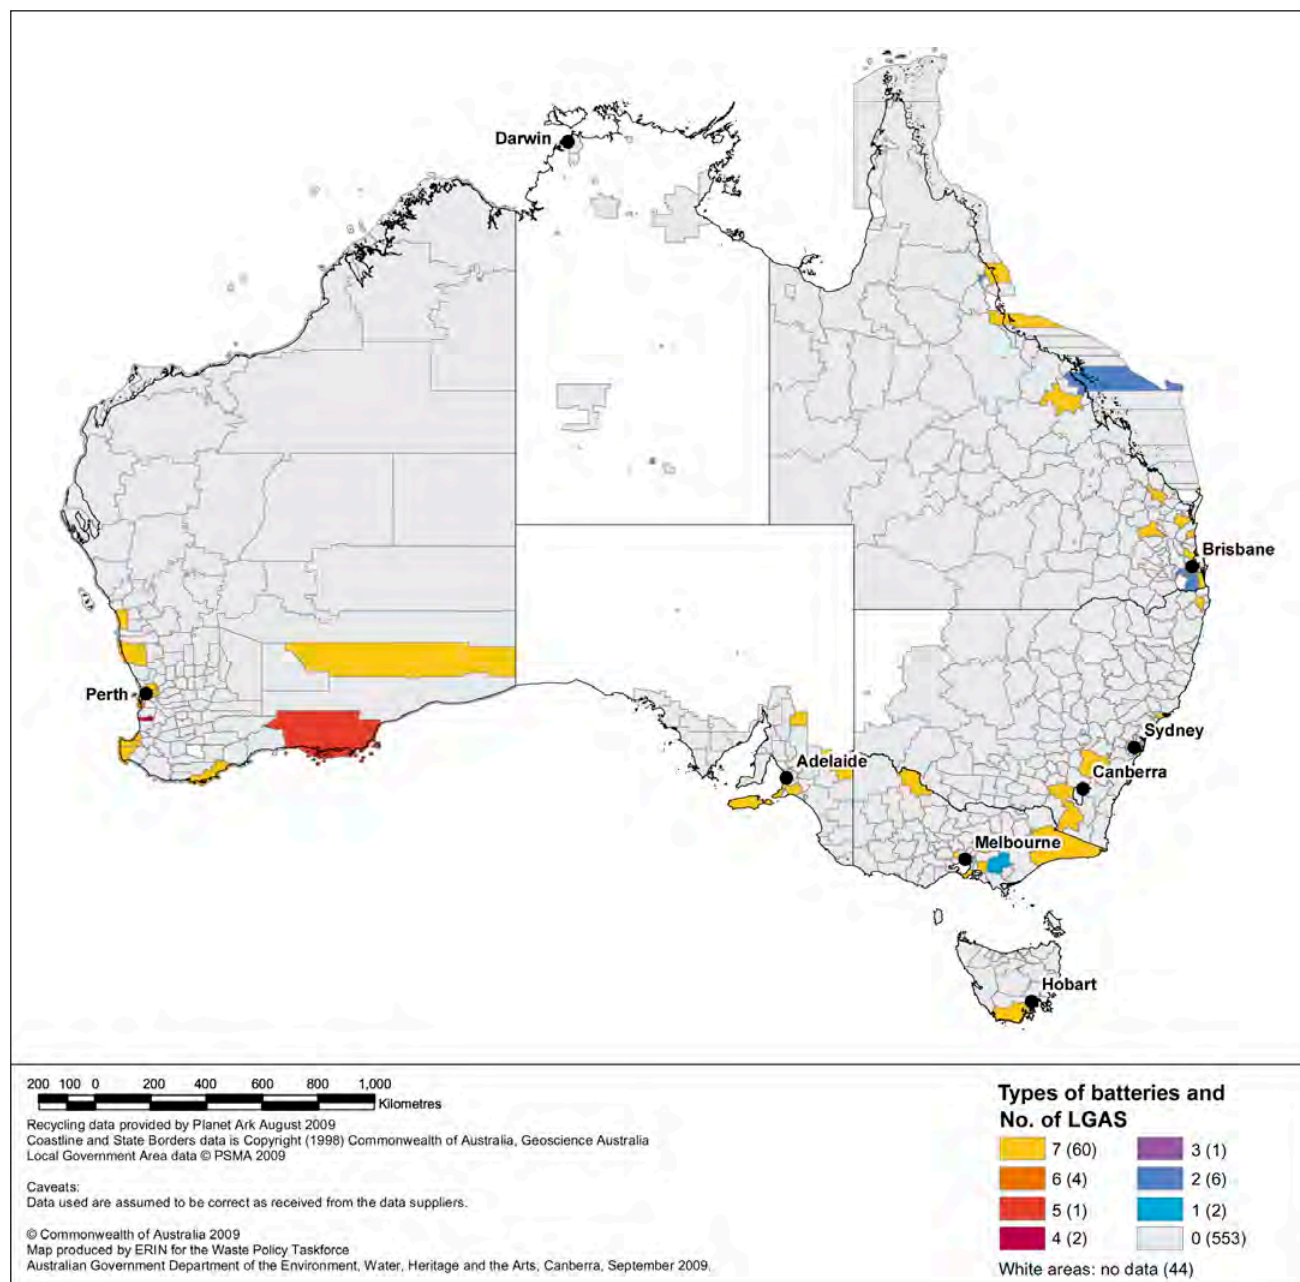 Darwin
Brisbane
Perth
Sydney
Adelaide
Canberra
Melbourne
Hobart
200 100 0 200 400 600 800 1,000
Kilometres
Recycling data provided by Planet Ark August 2009
Coastline and State Borders data is Copyright (1998) Commonwealth of Australia, Geoscience Australia
Local Government Area data © PSMA 2009
Caveats:
Data used are assumed to be correct as received from the data suppliers.
© Commonwealth of Australia 2009
Map produced by ERIN for the Waste Policy Taskforce
Australian Government Department of the Environment, Water, Heritage and the Arts, Canberra, September 2009.
Types of batteries and
No. of LGAS
7 (60)
6 (4)
5 (1)
4 (2)
3 (1)
2 (6)
1 (2)
0 (553)
White areas: no data (44)